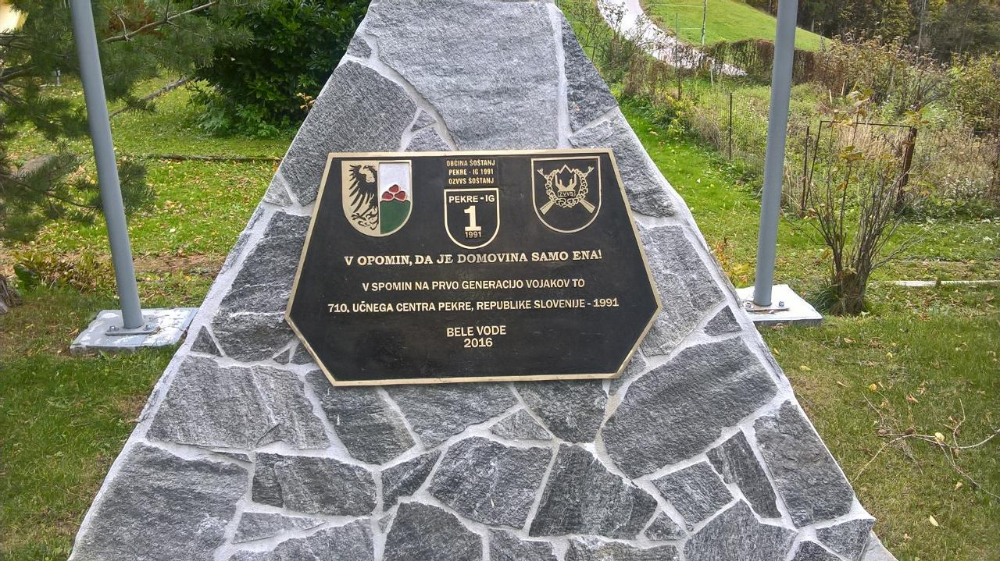 OBČINA ŠOŠTANJ
PEKRE - IG 1991
OZVVS ŠOŠTANJ
PEKRE - IG
1
1991
ZVVS
V OPOMIN, DA JE DOMOVINA SAMO ENA!
V SPOMIN NA PRVO GENERACIJO VOJAKOV TO
710. UČNEGA CENTRA PEKRE, REPUBLIKE SLOVENIJE - 1991
BELE VODE
2016